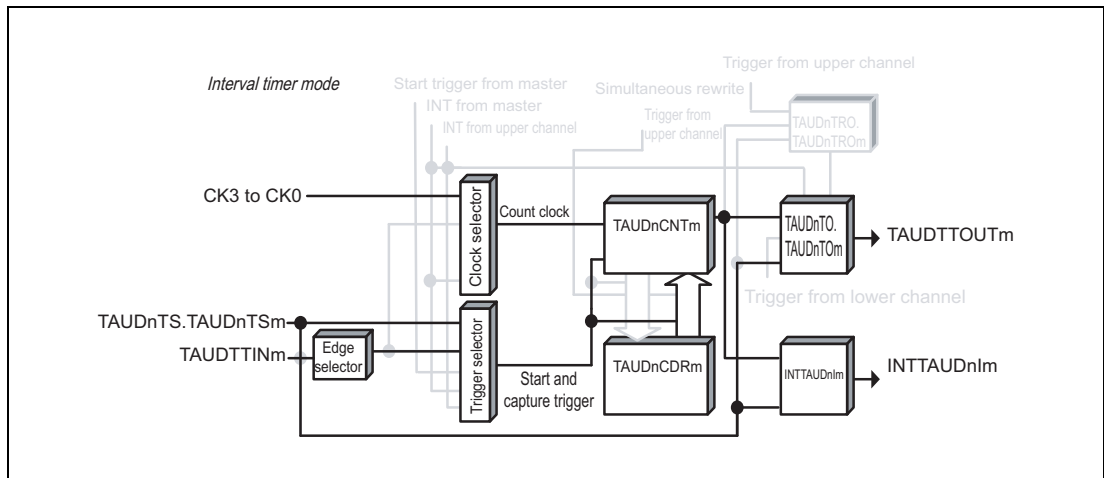 Trigger from upper channel
Interval timer mode
Start trigger from master
Simultaneous rewrite
INT from master
Trigger from
upper channel
INT from upper channel
TAUDnTRO.
TAUDnTROm
CK3 to CK0
Clock selector
Count clock
TAUDnCNTm
TAUDnTO.
TAUDnTOm
TAUDTTOUTm
Trigger from lower channel
TAUDnTS.TAUDnTSm
TAUDTTINm
Edge
selector
Trigger selector
Start and
capture trigger
TAUDnCDRm
INTTAUDnIm
INTTAUDnIm